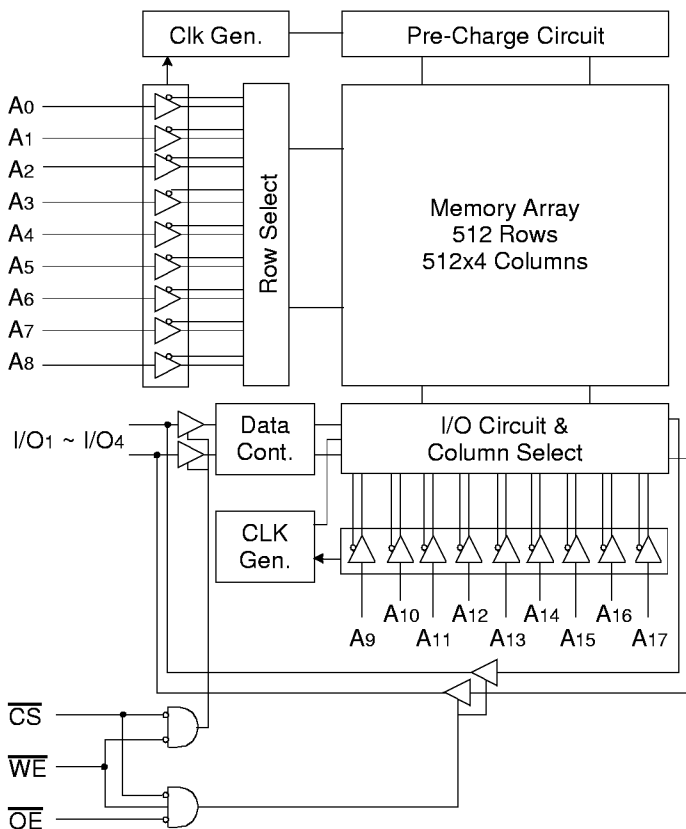 Clk Gen.
Pre-Charge Circuit
A0
A1
A2
A3
A4
A5
A6
A7
A8
Row Select
Memory Array
512 Rows
512x4 Columns
I/O1 ~ I/O4
Data
Cont.
I/O Circuit &
Column Select
CLK
Gen.
A10
A12
A14
A16
A9
A11
A13
A15
A17
CS
WE
OE